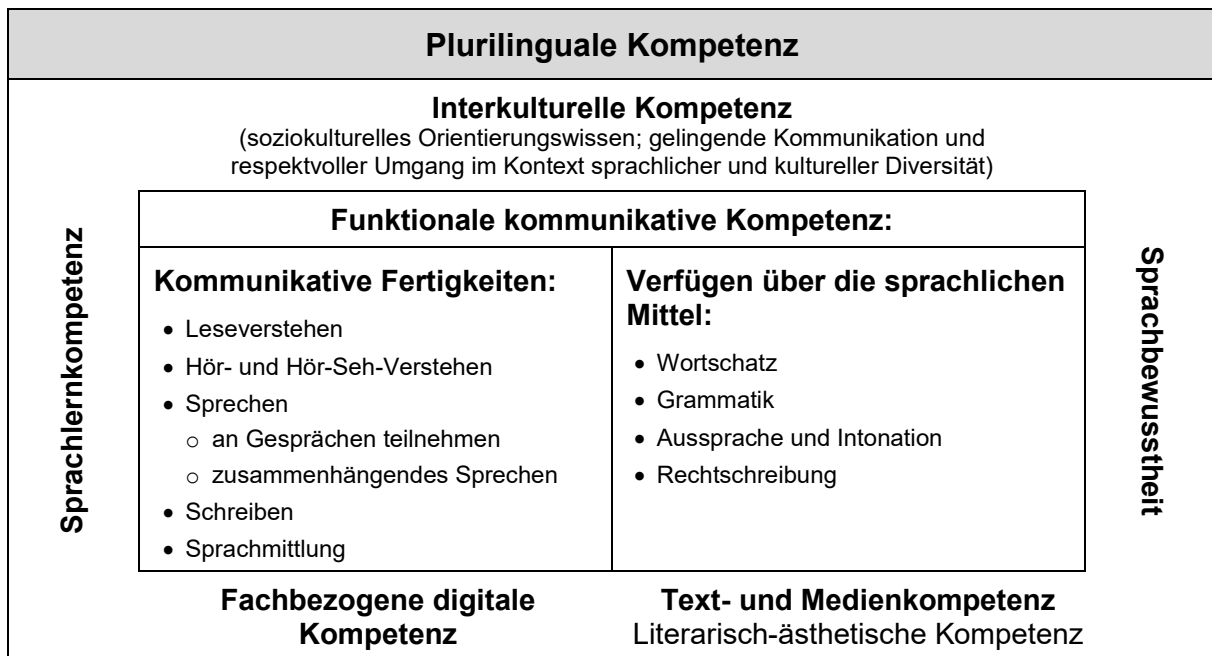 Plurilinguale Kompetenz
Interkulturelle Kompetenz
(soziokulturelles Orientierungswissen; gelingende Kommunikation und
respektvoller Umgang im Kontext sprachlicher und kultureller Diversität)
Sprachlernkompetenz
Funktionale kommunikative Kompetenz:
Kommunikative Fertigkeiten:
• Leseverstehen
• Hör- und Hör-Seh-Verstehen
• Sprechen
o an Gesprächen teilnehmen
o zusammenhängendes Sprechen
• Schreiben
• Sprachmittlung
Verfügen über die sprachlichen
Mittel:
• Wortschatz
• Grammatik
• Aussprache und Intonation
• Rechtschreibung
Sprachbewusstheit
Fachbezogene digitale
Kompetenz
Text- und Medienkompetenz
Literarisch-ästhetische Kompetenz